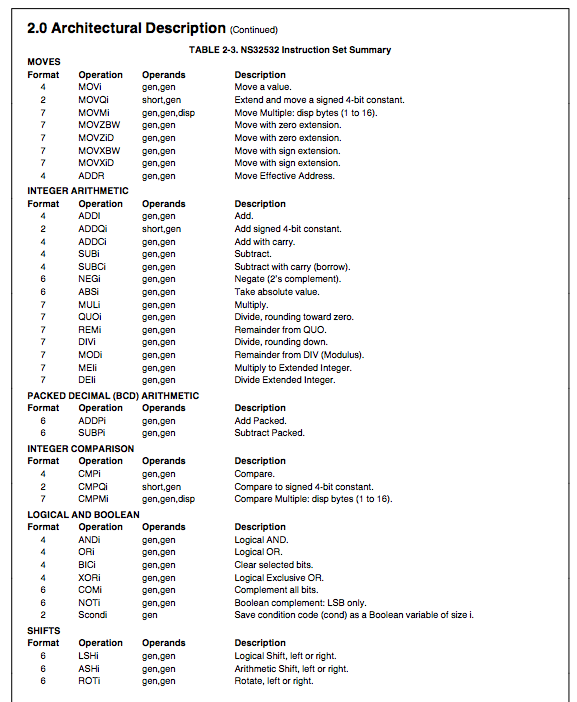 2.0 Architectural Description (Continued)
TABLE 2-3. NS32532 Instruction Set Summary
MOVES
Format Operation Operands Description
4 MOVi gen,gen Move a value.
2 MOVQi short,gen Extend and move a signed 4-bit constant.
7 MOVMi gen,gen,disp Move Multiple: disp bytes (1 to 16).
7 MOVZBW gen,gen Move with zero extension.
7 MOVZiD gen,gen Move with zero extension.
7 MOVXBW gen,gen Move with sign extension.
7 MOVXiD gen,gen Move with sign extension.
4 ADDR gen,gen Move Effective Address.
INTEGER ARITHMETIC
Format Operation Operands Description
4 ADDI gen,gen Add.
2 ADDQi short,gen Add signed 4-bit constant.
4 ADDCi gen,gen Add with carry.
4 SUBi gen,gen Subtract.
4 SUBCi gen,gen Subtract with carry (borrow).
6 NEGi gen,gen Negate (2's complement).
6 ABSi gen,gen Take absolute value.
7 MULi gen,gen Multiply.
7 QUOi gen,gen Divide, rounding toward zero.
7 REMi gen,gen Remainder from QUO.
7 DIVi gen,gen Divide, rounding down.
7 MODi gen,gen Remainder from DIV (Modulus).
7 MEIi gen,gen Multiply to Extended Integer.
7 DEIi gen,gen Divide Extended Integer.
PACKED DECIMAL (BCD) ARITHMETIC
Format Operation Operands Description
6 ADDPi gen,gen Add Packed.
6 SUBPi gen,gen Subtract Packed.
INTEGER COMPARISON
Format Operation Operands Description
4 CMPi gen,gen Compare.
2 CMPQi short,gen Compare to signed 4-bit constant.
7 CMPMi gen,gen,disp Compare Multiple: disp bytes (1 to 16).
LOGICAL AND BOOLEAN
Format Operation Operands Description
4 ANDi gen,gen Logical AND.
4 ORi gen,gen Logical OR.
4 BICi gen,gen Clear selected bits.
4 XORi gen,gen Logical Exclusive OR.
6 COMi gen,gen Complement all bits.
6 NOTi gen,gen Boolean complement: LSB only.
2 Scondi gen Save condition code (cond) as a Boolean variable of size i.
SHIFTS
Format Operation Operands Description
6 LSHi gen,gen Logical Shift, left or right.
6 ASHi gen,gen Arithmetic Shift, left or right.
6 ROTi gen,gen Rotate, left or right.